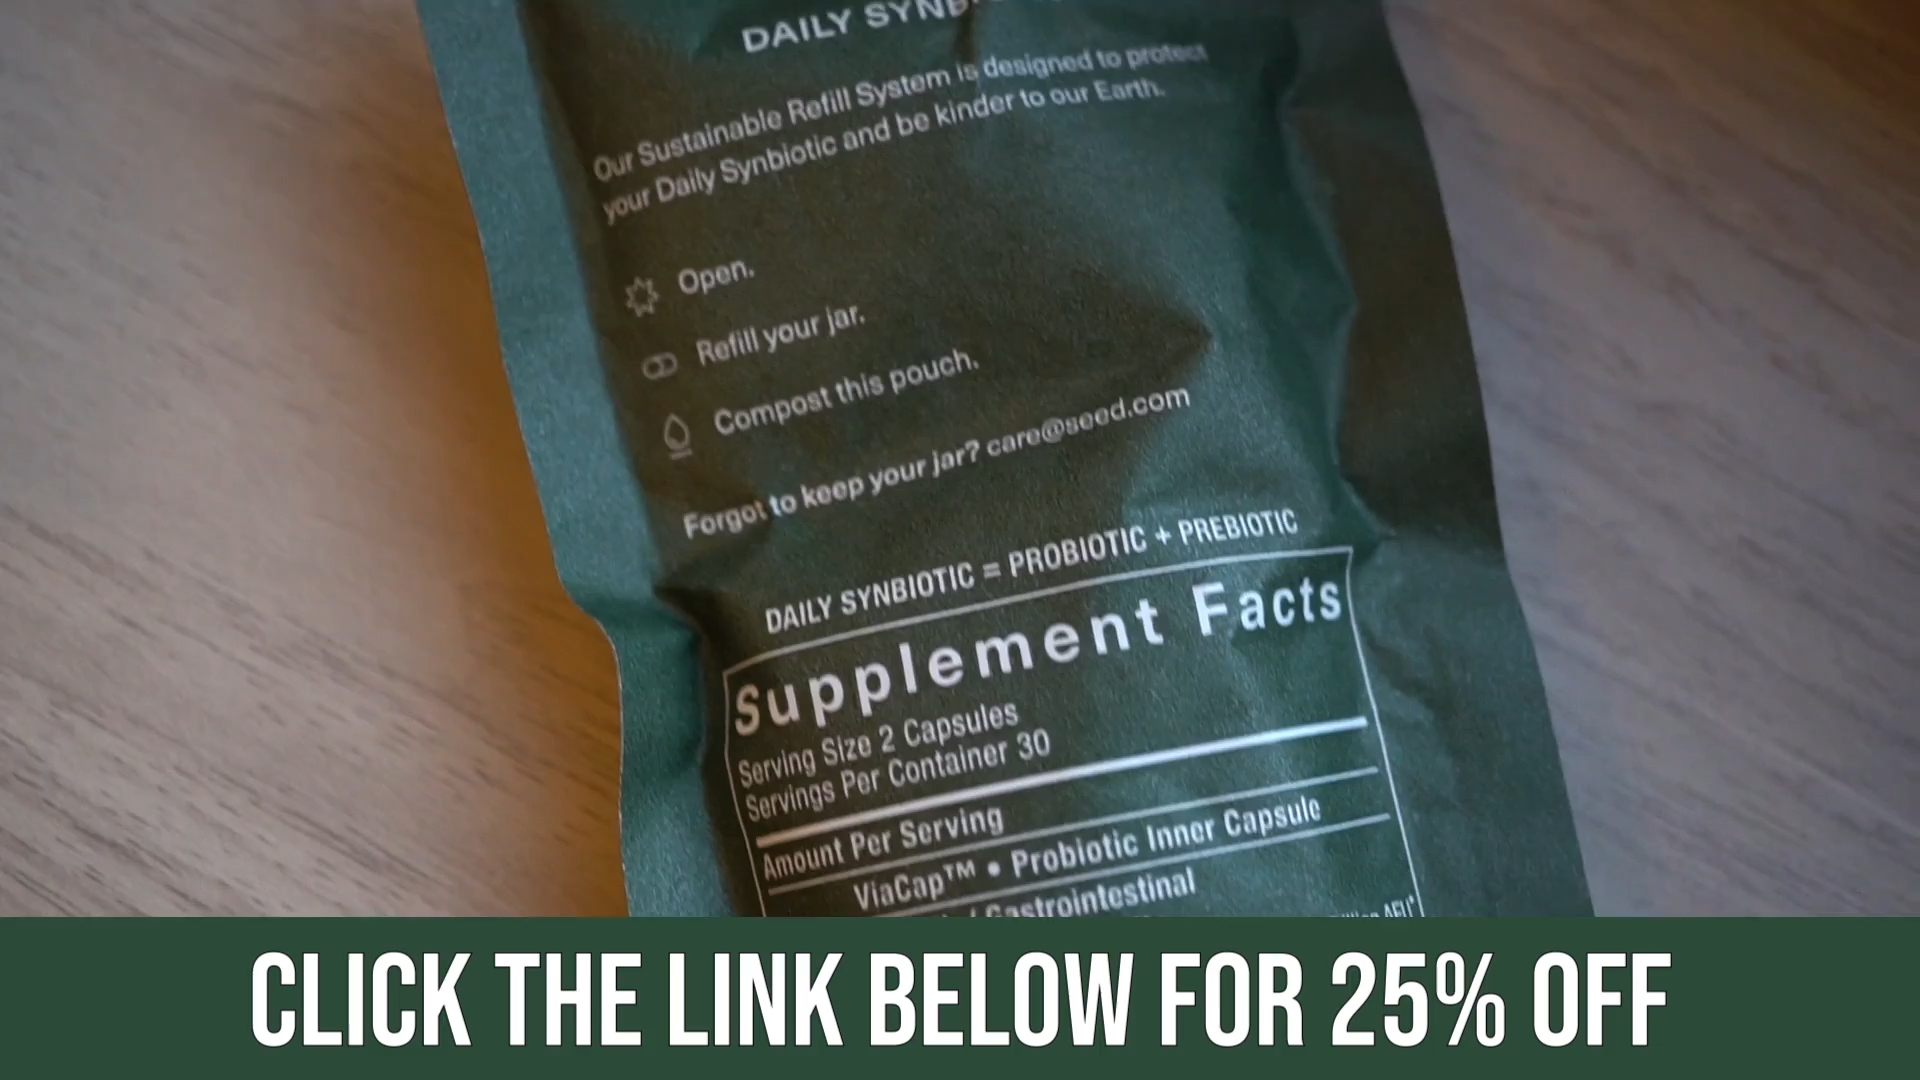 DAILY
Our Sustainable Refill System is designed to protect
your Daily Synbiotic and be kinder to our Earth.
Open.
Refill your jar.
Compost this pouch.
Forgot to keep your jar? care@seed.com
DAILY SYNBIOTIC = PROBIOTIC + PREBIOTIC
Supplement Facts
Serving Size 2 Capsules
Servings Per Container 30
Amount Per Serving
ViaCap™ • Probiotic Inner Capsule
Gastrointestinal
CLICK THE LINK BELOW FOR 25% OFF